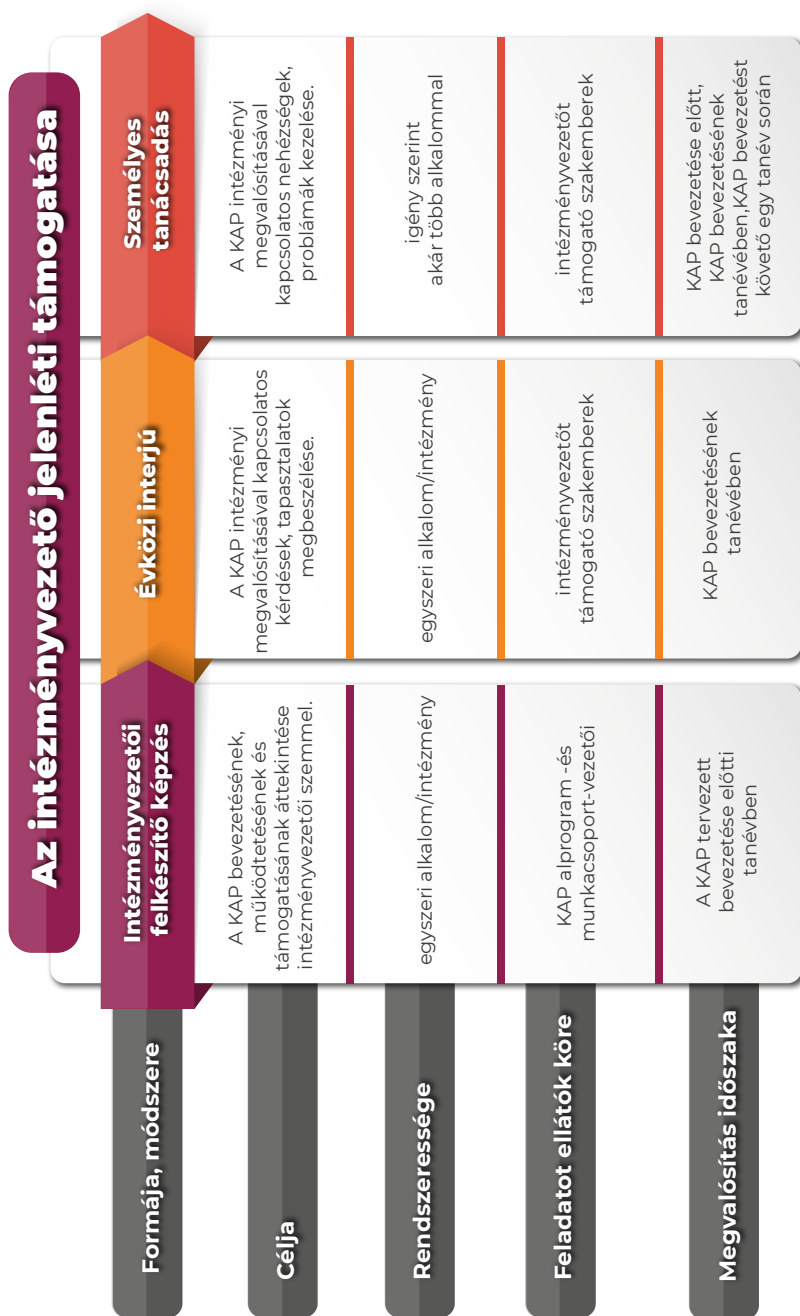 Az intézményvezető jelenléti támogatása
Formája, módszere
Intézményvezetői
felkészítő képzés
Évközi interjú
Személyes
tanácsadás
Célja
A KAP bevezetésének,
működtetésének és
támogatásának áttekintése
intézményvezetői szemmel.
A KAP intézményi
megvalósításával kapcsolatos
kérdések, tapasztalatok
megbeszélése.
A KAP intézményi
megvalósításával
kapcsolatos nehézségek,
problémák kezelése.
Rendszeressége
egyszeri alkalom/intézmény
egyszeri alkalom/intézmény
igény szerint
akár több alkalommal
Feladatot ellátók köre
KAP alprogram -és
munkacsoport-vezetői
intézményvezetőt
támogató szakemberek
intézményvezetőt
támogató szakemberek
Megvalósítás időszaka
A KAP tervezett
bevezetése előtti
tanévben
KAP bevezetésének
tanévében
KAP bevezetése előtt,
KAP bevezetésének
tanévében,KAP bevezetést
követő egy tanév során